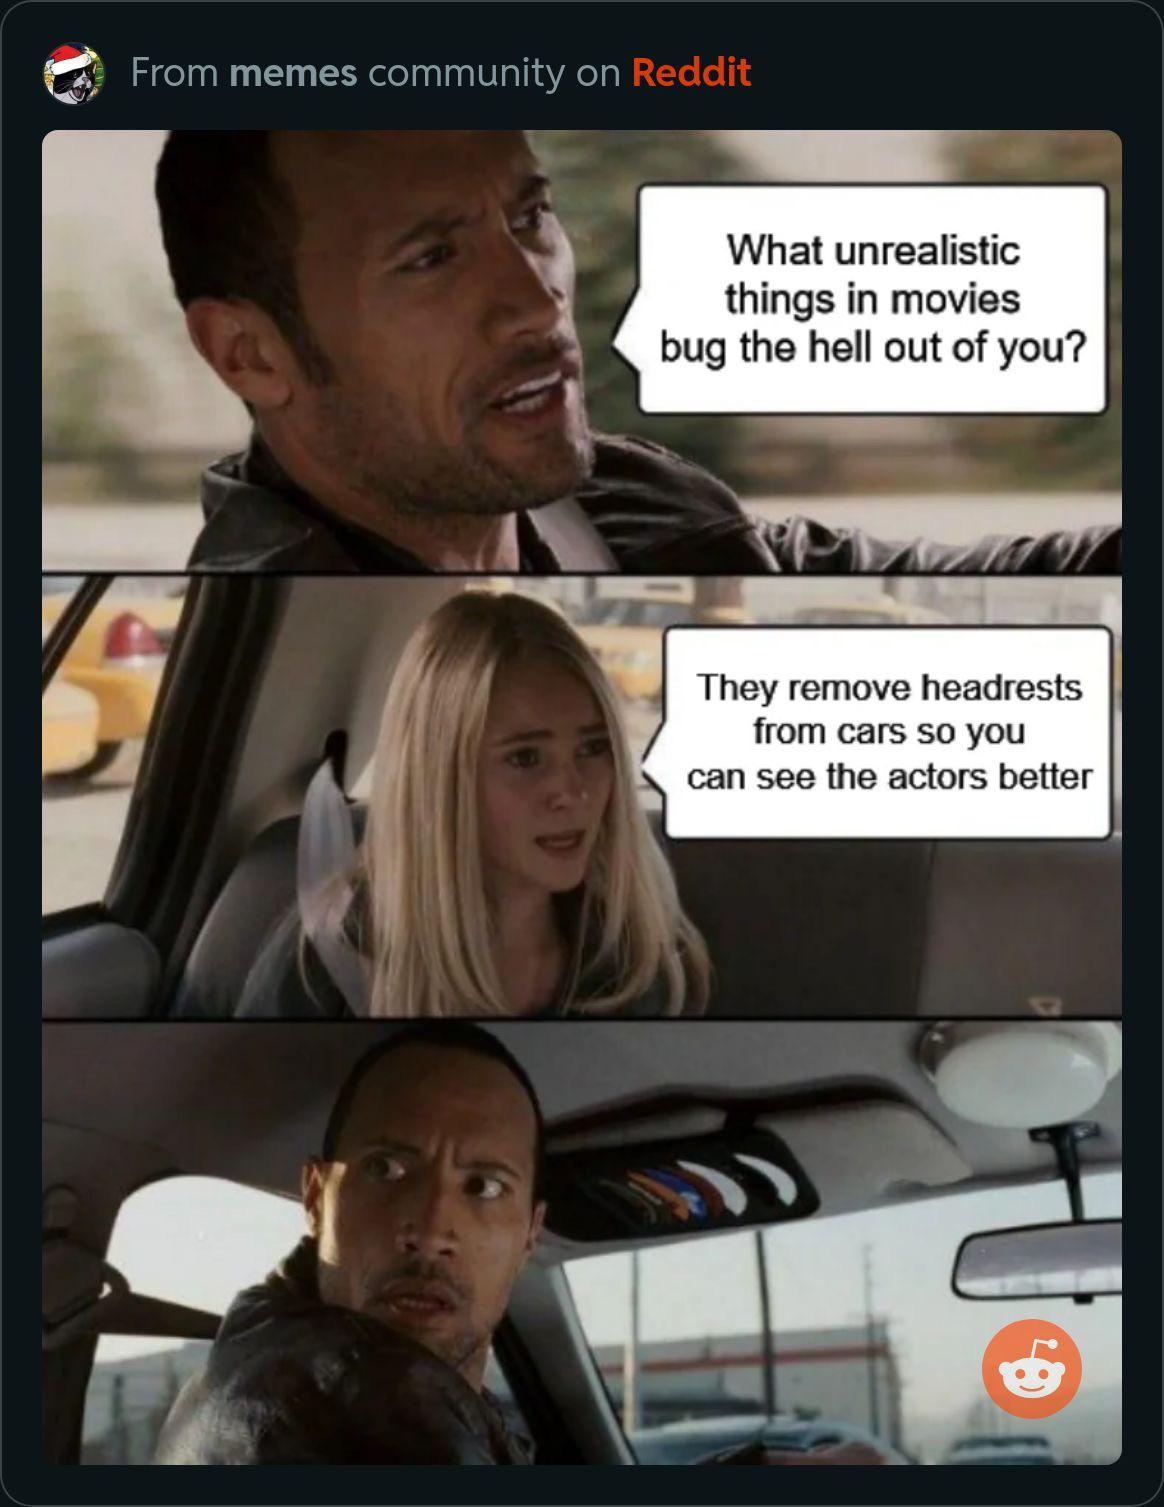 From memes community on Reddit
What unrealistic
things in movies
bug the hell out of you?
They remove headrests
from cars so you
can see the actors better